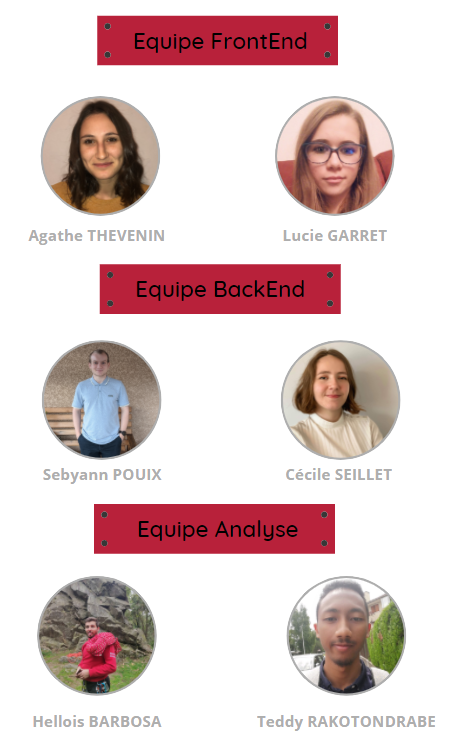 Equipe FrontEnd
Agathe THEVENIN
Lucie GARRET
Equipe BackEnd
Sebyann POUIX
Cécile SEILLET
Equipe Analyse
Hellois BARBOSA
Teddy RAKOTONDRABE